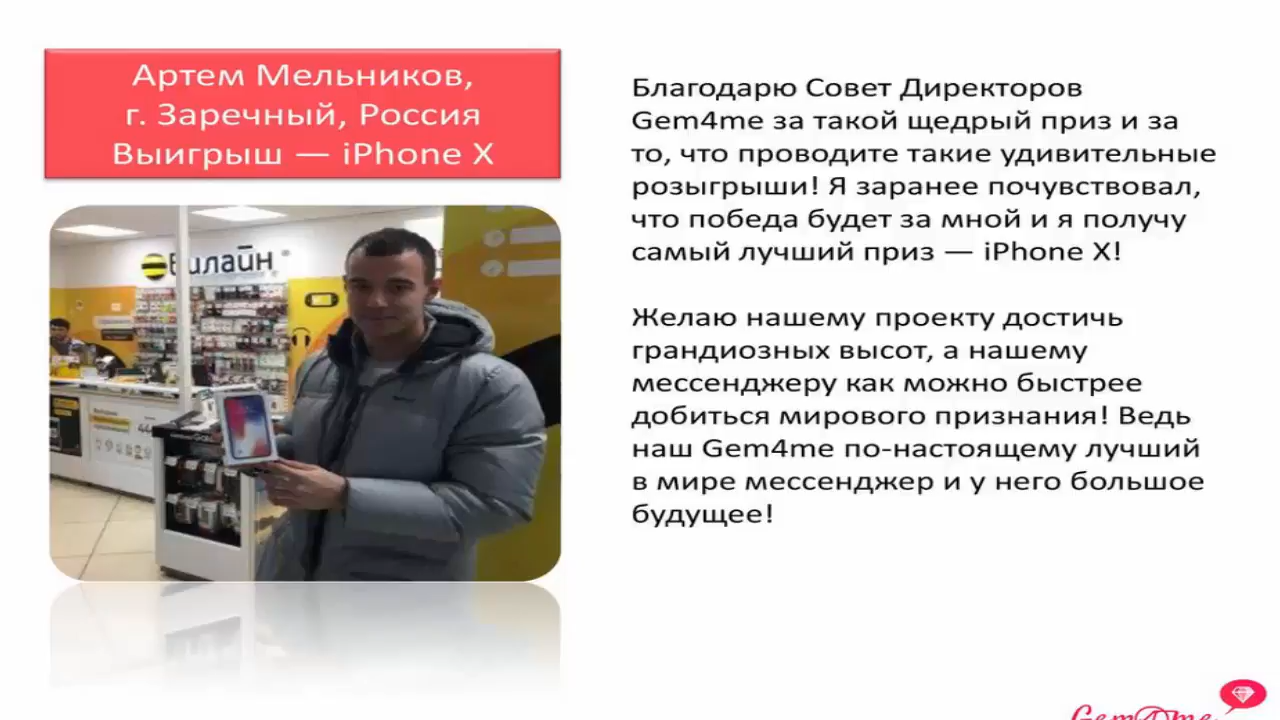 Артем Мельников,
г. Заречный, Россия
Выигрыш — iPhone X
Благодарю Совет Директоров
Gem4me за такой щедрый приз и за
то, что проводите такие удивительные
розыгрыши! Я заранее почувствовал,
что победа будет за мной и я получу
самый лучший приз — iPhone X!
Желаю нашему проекту достичь
грандиозных высот, а нашему
мессенджеру как можно быстрее
добиться мирового признания! Ведь
наш Gem4me по-настоящему лучший
в мире мессенджер и у него большое
будущее!
Билайн
Gem4me